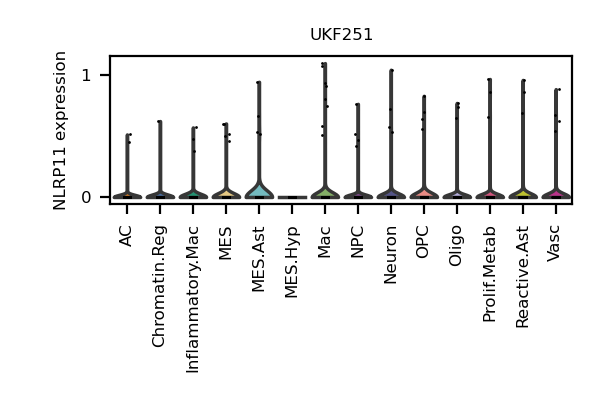 UKF251
NLRP11 expression
1
0
AC
Chromatin.Reg
Inflammatory.Mac
MES
MES.Ast
MES.Hyp
Mac
NPC
Neuron
OPC
Oligo
Prolif.Metab
Reactive.Ast
Vasc